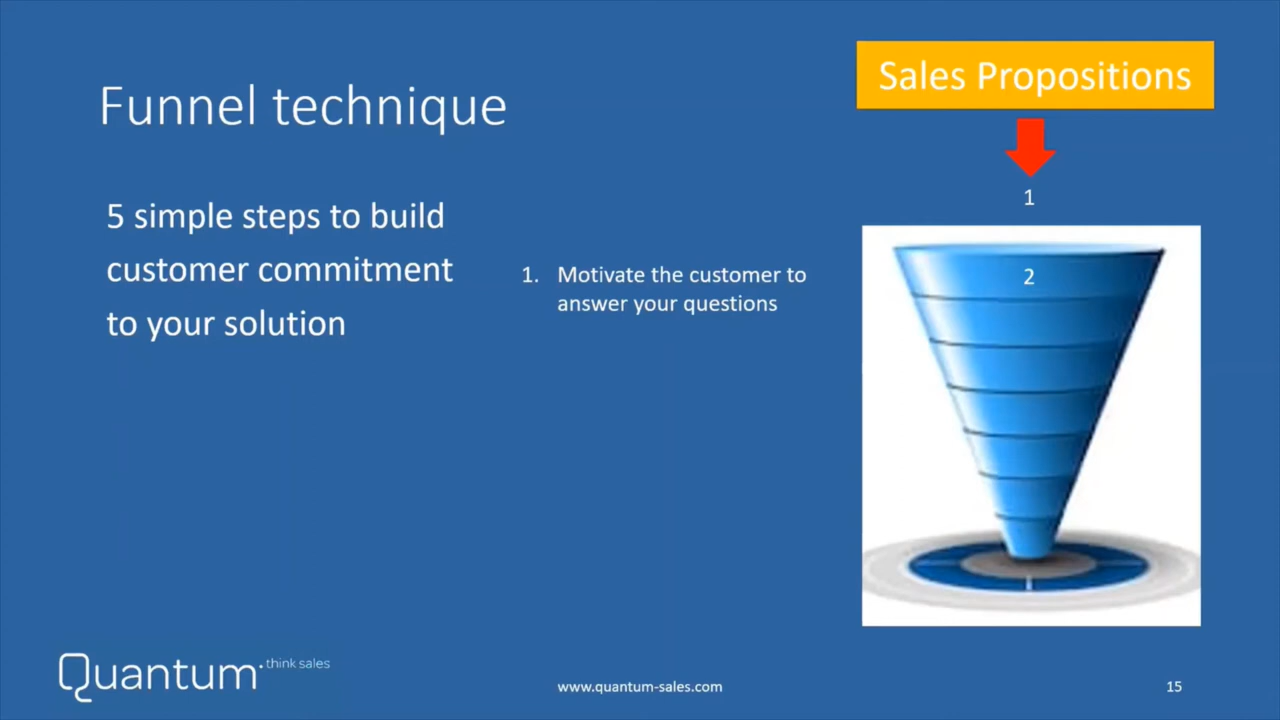 Sales Propositions
Funnel technique
1
5 simple steps to build
customer commitment
to your solution
1. Motivate the customer to
answer your questions
2
Quantum think sales
www.quantum-sales.com
15